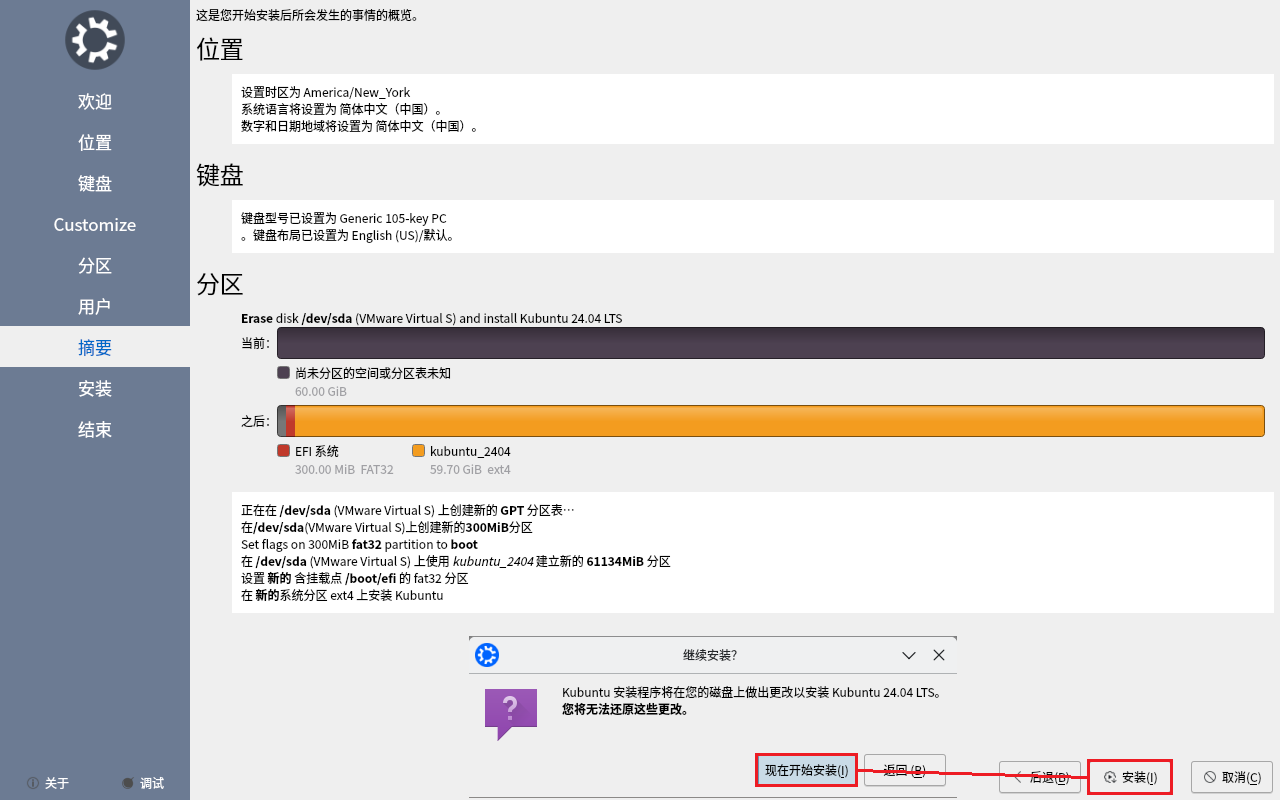 这是您开始安装后所会发生的事情的概览。
欢迎
位置
键盘
Customize
分区
用户
摘要
安装
结束
关于
调试
位置
设置时区为 America/New_York
系统语言将设置为 简体中文（中国）。
数字和日期地域将设置为 简体中文（中国）。
键盘
键盘型号已设置为 Generic 105-key PC
。键盘布局已设置为 English (US)/默认。
分区
Erase disk /dev/sda (VMware Virtual S) and install Kubuntu 24.04 LTS
当前：
尚未分区的空间或分区表未知
60.00 GiB
之后：
EFI 系统
300.00 MiB FAT32
kubuntu_2404
59.70 GiB ext4
正在在 /dev/sda (VMware Virtual S) 上创建新的 GPT 分区表…
在/dev/sda(VMware Virtual S)上创建新的300MiB分区
Set flags on 300MiB fat32 partition to boot
在 /dev/sda (VMware Virtual S) 上使用 kubuntu_2404 建立新的 61134MiB 分区
设置 新的 含挂载点 /boot/efi 的 fat32 分区
在 新的系统分区 ext4 上安装 Kubuntu
继续安装？
Kubuntu 安装程序将在您的磁盘上做出更改以安装 Kubuntu 24.04 LTS。
您将无法还原这些更改。
现在开始安装(I)
返回 (B)
后退(B)
安装(I)
取消(C)